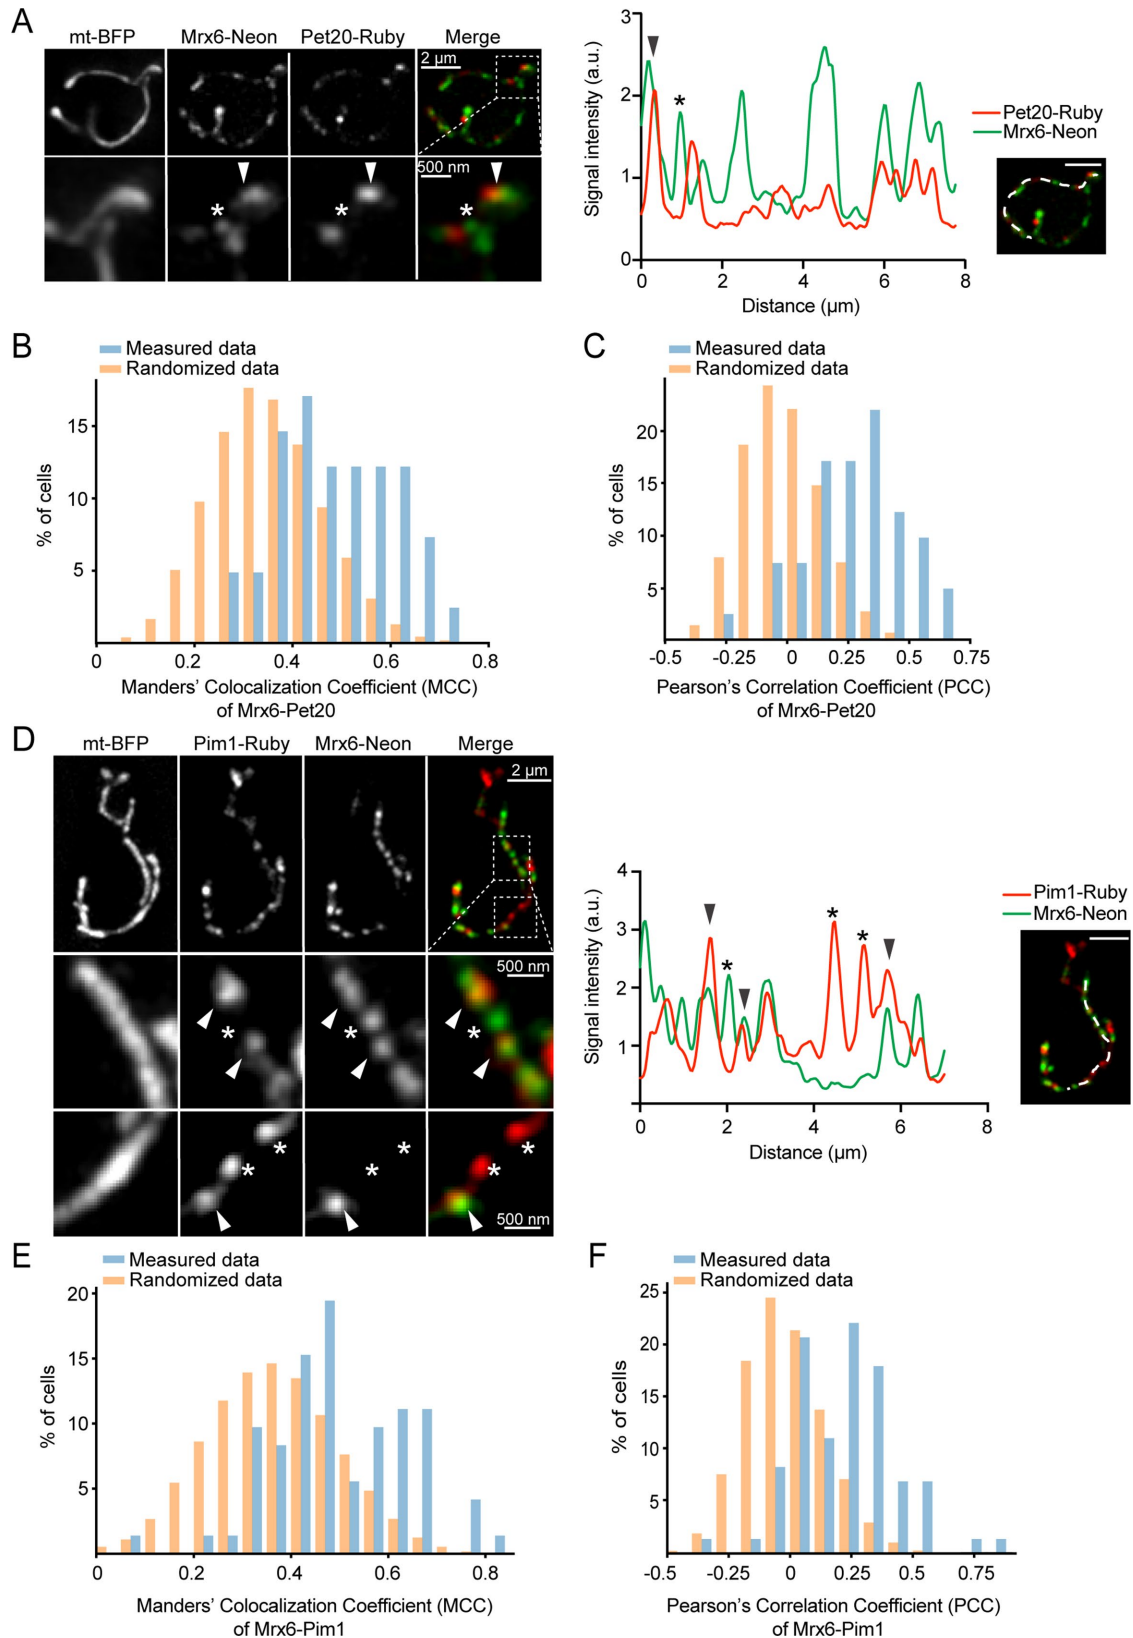 A
mt-BFP Mrx6-Neon Pet20-Ruby Merge
2 µm
500 nm
*
*
*
Signal intensity (a.u.)
3
2
1
0
*
0 2 4 6 8
Distance (µm)
Pet20-Ruby
Mrx6-Neon
B
Measured data
Randomized data
% of cells
15
10
5
0 0.2 0.4 0.6 0.8
Manders' Colocalization Coefficient (MCC)
of Mrx6-Pet20
C
Measured data
Randomized data
% of cells
20
15
10
5
-0.5 -0.25 0 0.25 0.5 0.75
Pearson's Correlation Coefficient (PCC)
of Mrx6-Pet20
D
mt-BFP Pim1-Ruby Mrx6-Neon Merge
2 µm
500 nm
* * *
* * *
* * *
500 nm
Signal intensity (a.u.)
4
3
2
1
* * *
2 4 6 8
Distance (µm)
Pim1-Ruby
Mrx6-Neon
E
Measured data
Randomized data
% of cells
20
15
10
5
0 0.2 0.4 0.6 0.8
Manders' Colocalization Coefficient (MCC)
of Mrx6-Pim1
F
Measured data
Randomized data
% of cells
25
20
15
10
5
-0.5 -0.25 0 0.25 0.5 0.75
Pearson's Correlation Coefficient (PCC)
of Mrx6-Pim1